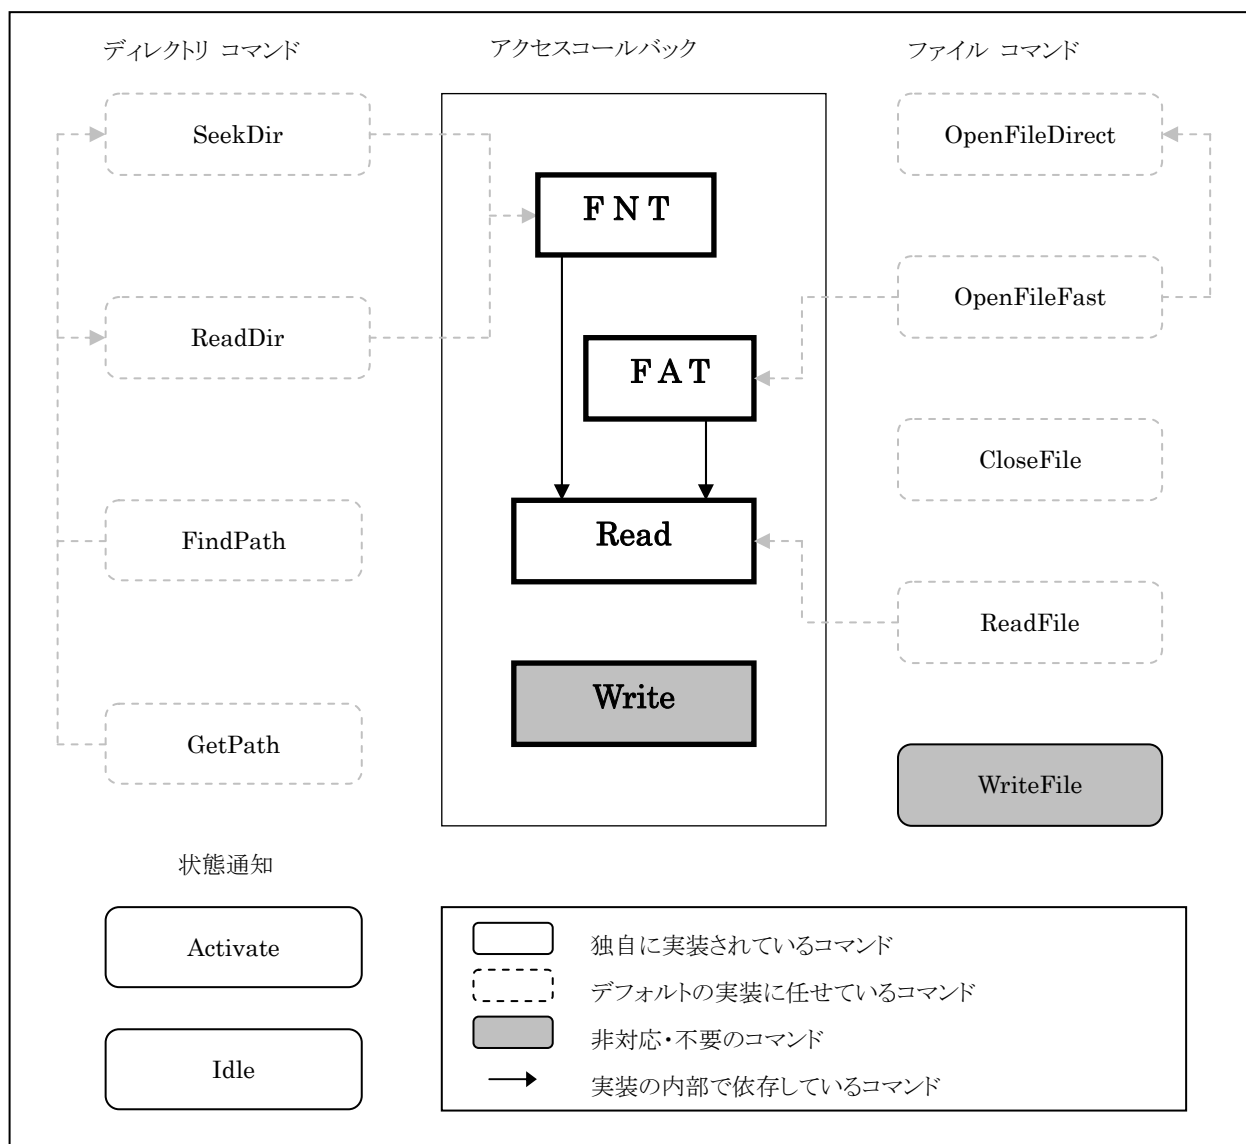 ディレクトリ コマンド
アクセスコールバック
ファイル コマンド
SeekDir
OpenFileDirect
F N T
OpenFileFast
ReadDir
F A T
CloseFile
FindPath
Read
ReadFile
Write
GetPath
WriteFile
状態通知
Activate
Idle
独自に実装されているコマンド
デフォルトの実装に任せているコマンド
非対応・不要のコマンド
実装の内部で依存しているコマンド